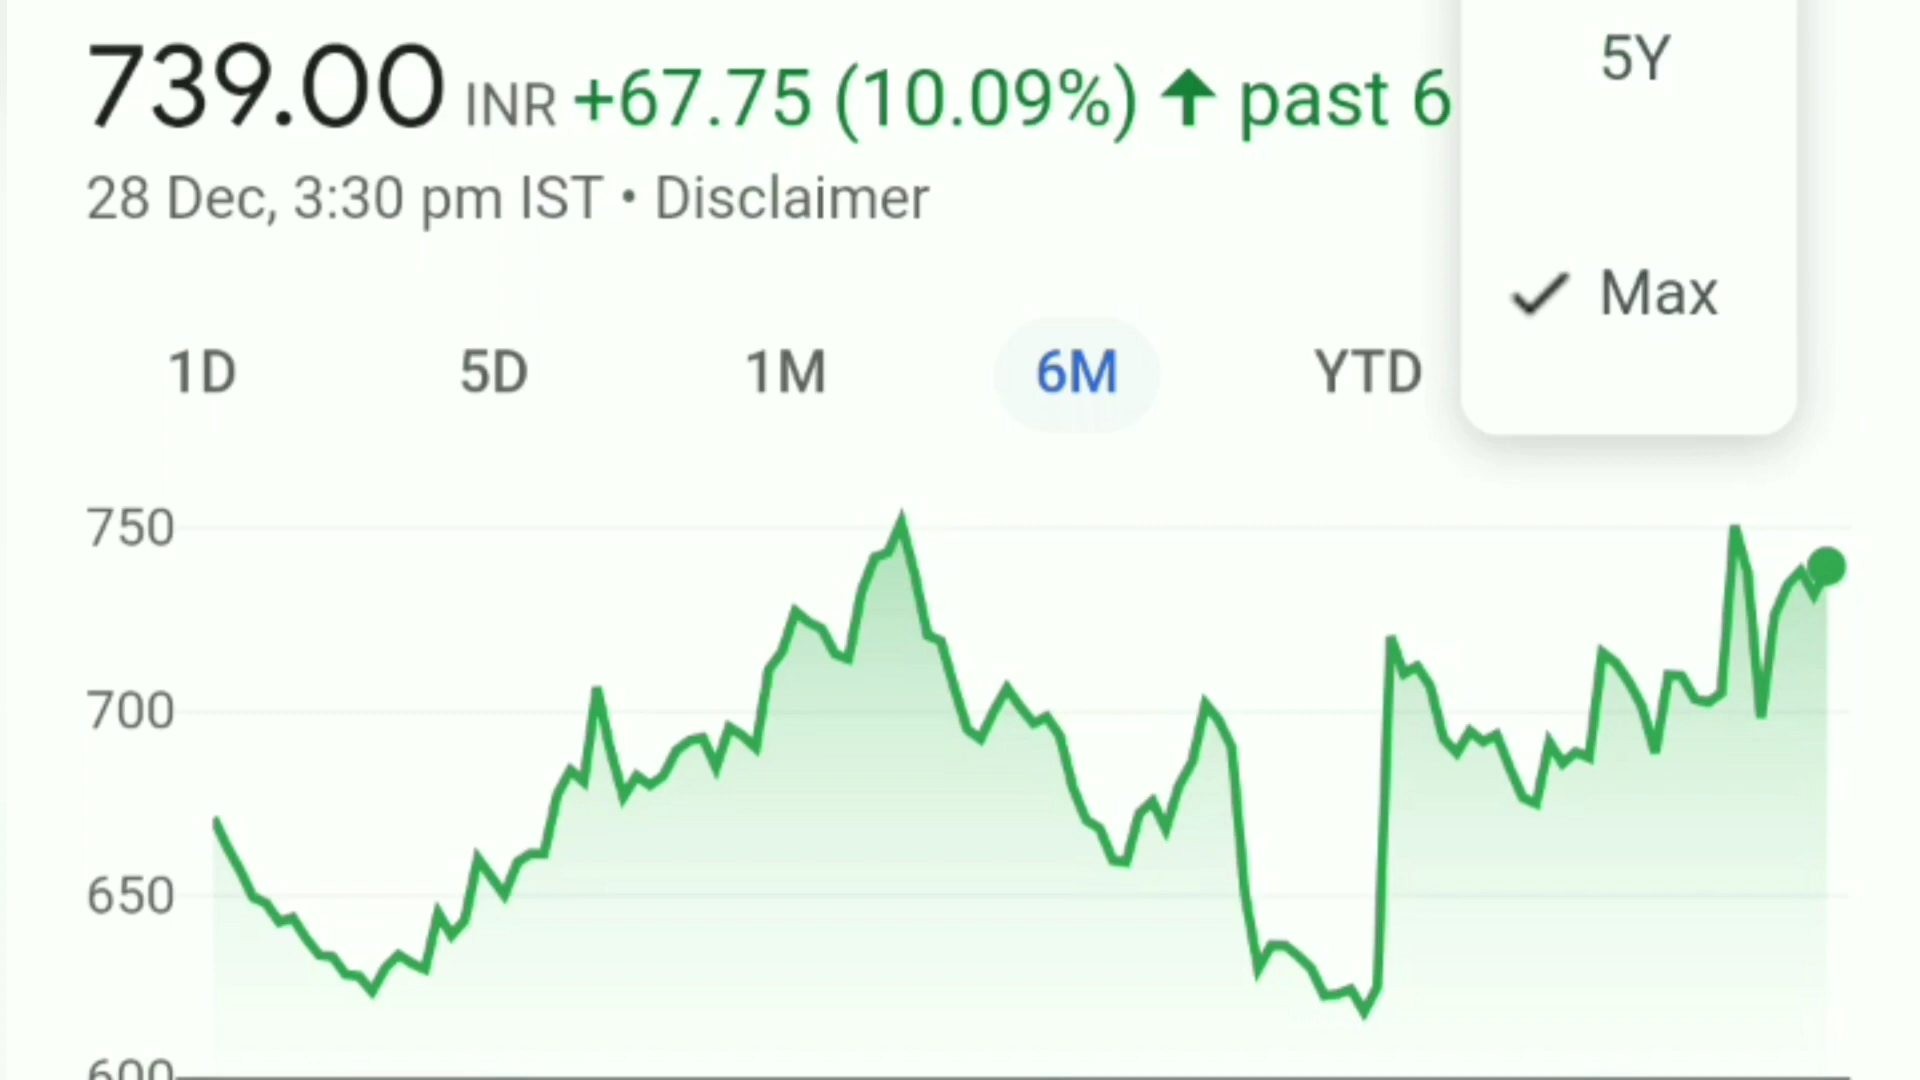 739.00 INR +67.75 (10.09%) ↑ past 6
28 Dec, 3:30 pm IST • Disclaimer
5Y
✓ Max
1D 5D 1M 6M YTD
750
700
650
600